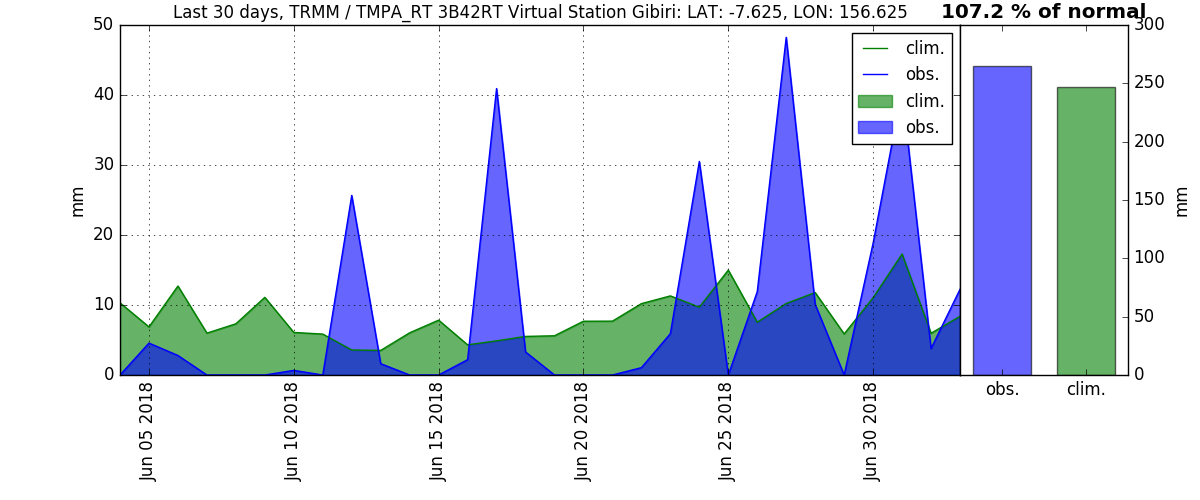 Last 30 days, TRMM / TMPA_RT 3B42RT Virtual Station Gibiri: LAT: -7.625, LON: 156.625
107.2 % of normal
50
40
30
20
10
0
mm
clim.
obs.
clim.
obs.
300
250
200
150
100
50
0
mm
Jun 05 2018
Jun 10 2018
Jun 15 2018
Jun 20 2018
Jun 25 2018
Jun 30 2018
obs.
clim.